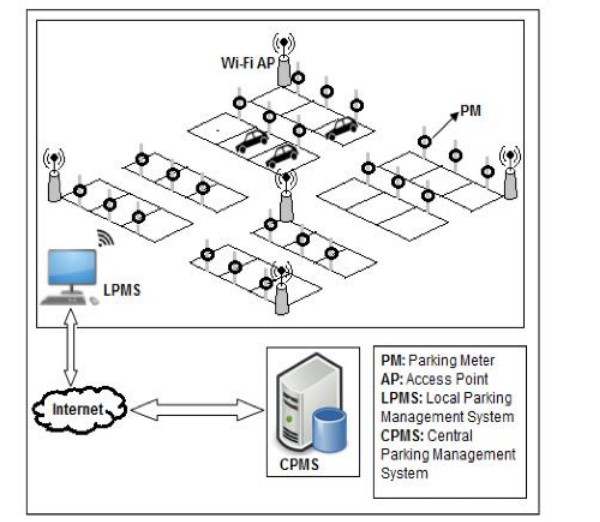 Wi-Fi AP
PM
LPMS
Internet
CPMS
PM: Parking Meter
AP: Access Point
LPMS: Local Parking
Management System
CPMS: Central
Parking Management
System